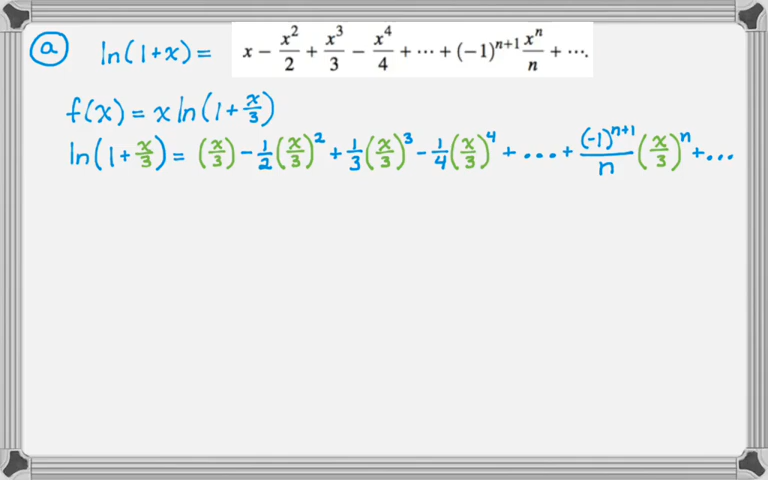 (a) ln(1+x) = x − x²/2 + x³/3 − x⁴/4 + ··· + (−1)ⁿ⁺¹ xⁿ/n + ···.
f(x) = x ln(1 + x/3)
ln(1 + x/3) = (x/3) − 1/2 (x/3)² + 1/3 (x/3)³ − 1/4 (x/3)⁴ + ... + (−1)ⁿ⁺¹/n (x/3)ⁿ + ...